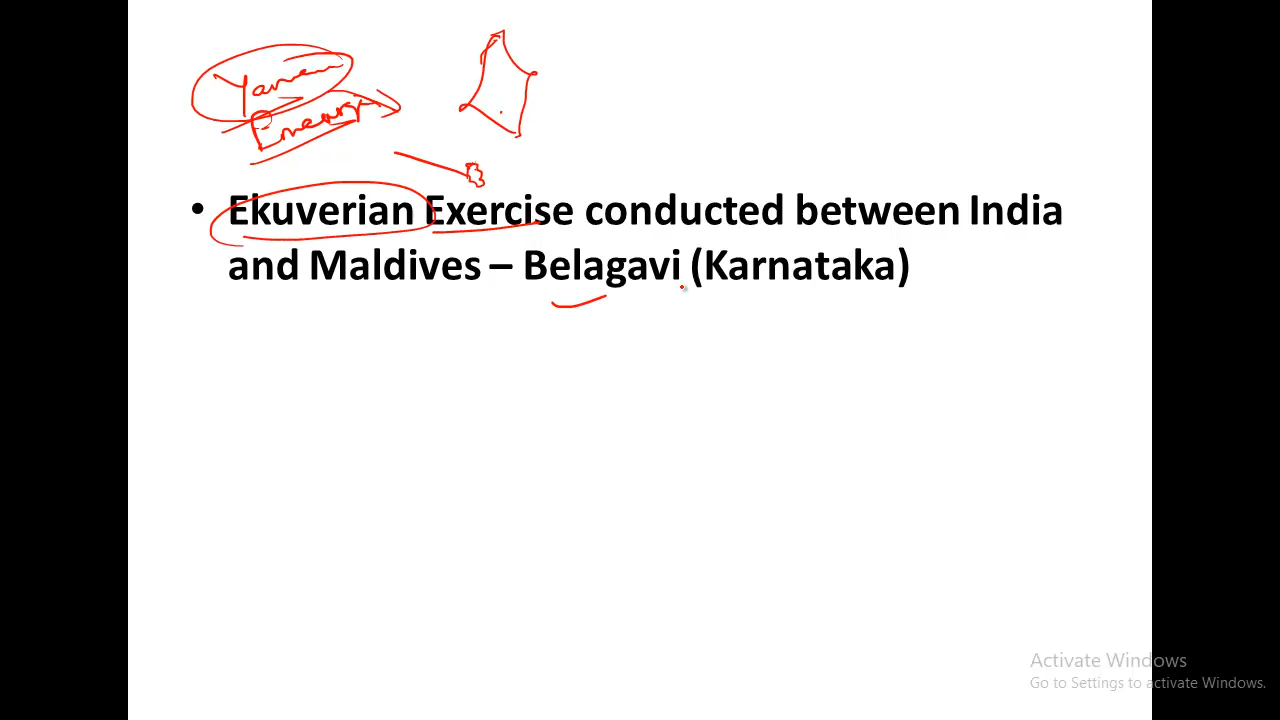 • Ekuverian Exercise conducted between India
and Maldives – Belagavi (Karnataka)
Activate Windows
Go to Settings to activate Windows.